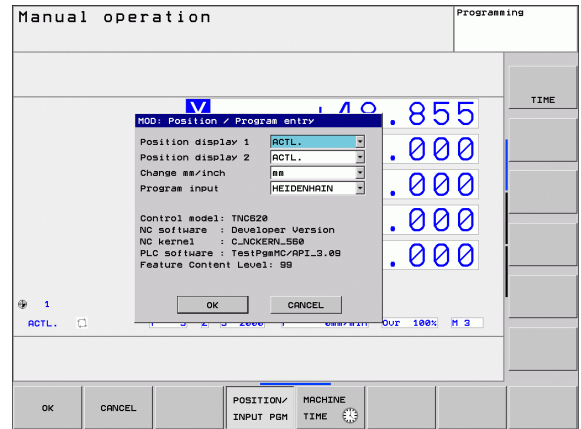 Manual operation
Programming
TIME
MOD: Position / Program entry
.855
Position display 1 ACTL.
Position display 2 ACTL.
.000
Change mm/inch mm
Program input HEIDENHAIN
.000
Control model: TNC620
NC software : Developer Version
.000
NC kernel : C_NCKERN_560
PLC software : TestPgmMC/API_3.09
.000
Feature Content Level: 99
1
OK CANCEL
ACTL. 0mm/min Ovr 100% M 3
OK
CANCEL
POSITION/
INPUT PGM
MACHINE
TIME